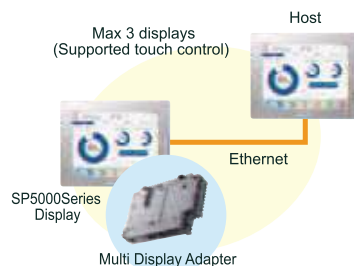 Host
Max 3 displays
(Supported touch control)
Ethernet
SP5000Series
Display
Multi Display Adapter